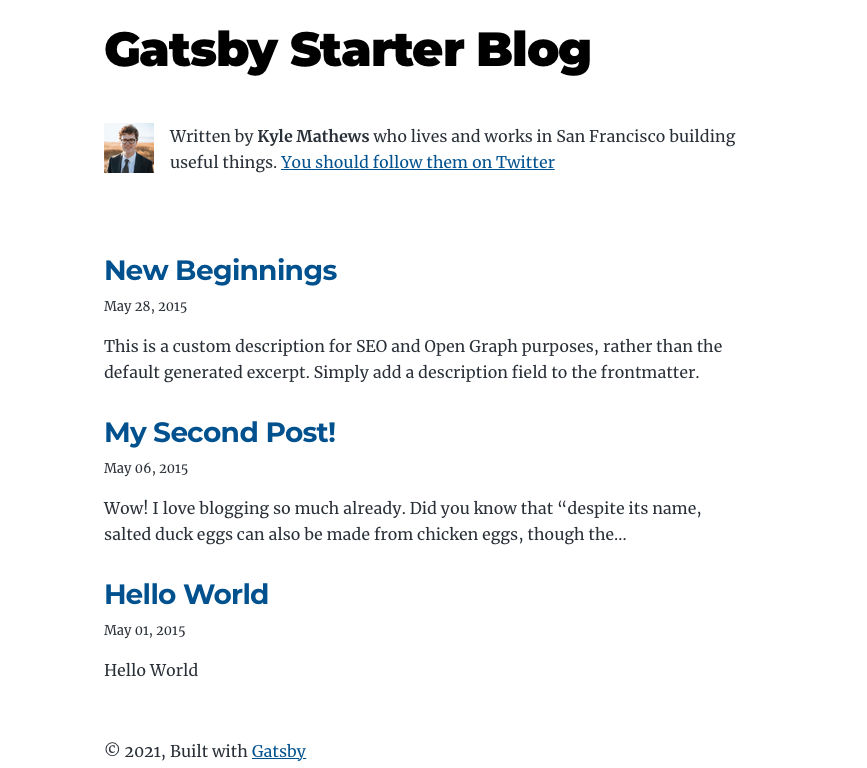 Gatsby Starter Blog
Written by Kyle Mathews who lives and works in San Francisco building
useful things. You should follow them on Twitter
New Beginnings
May 28, 2015
This is a custom description for SEO and Open Graph purposes, rather than the
default generated excerpt. Simply add a description field to the frontmatter.
My Second Post!
May 06, 2015
Wow! I love blogging so much already. Did you know that “despite its name,
salted duck eggs can also be made from chicken eggs, though the…
Hello World
May 01, 2015
Hello World
© 2021, Built with Gatsby